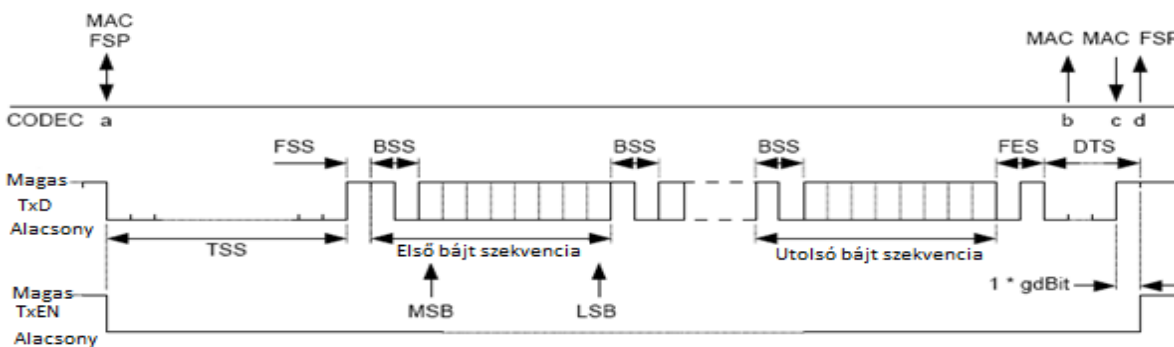 MAC MAC MAC FSP
FSP
CODEC a b c d
FSS BSS BSS BSS FES DTS
Magas
TxD
Alacsony
TSS Első bájt szekvencia Utolsó bájt szekvencia
1 * gdBit
Magas
TxEN MSB LSB
Alacsony